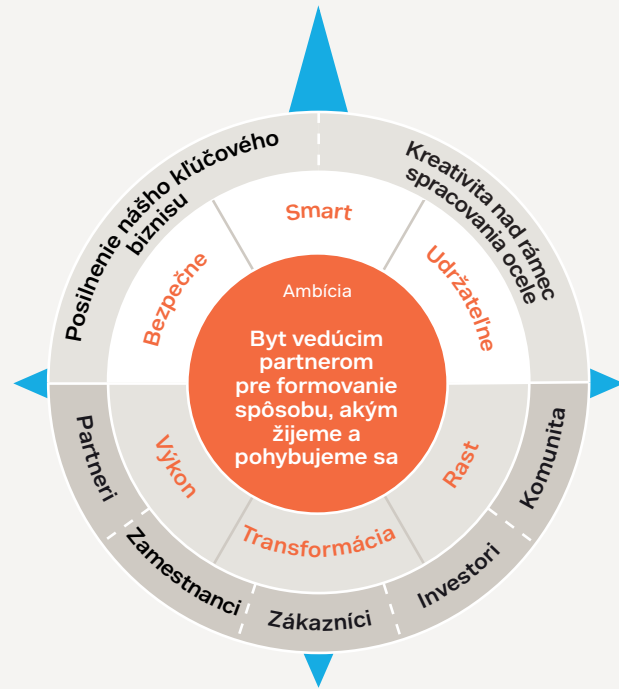 Posilnenie nášho kľúčového
biznisu
Kreativita nad rámec
spracovania ocele
Bezpečne
Smart
Udržateľne
Ambícia
Byt vedúcim
partnerom
pre formovanie
spôsobu, akým
žijeme a
pohybujeme sa
Výkon
Transformácia
Rast
Partneri
Zamestnanci
Zákazníci
Investori
Komunita